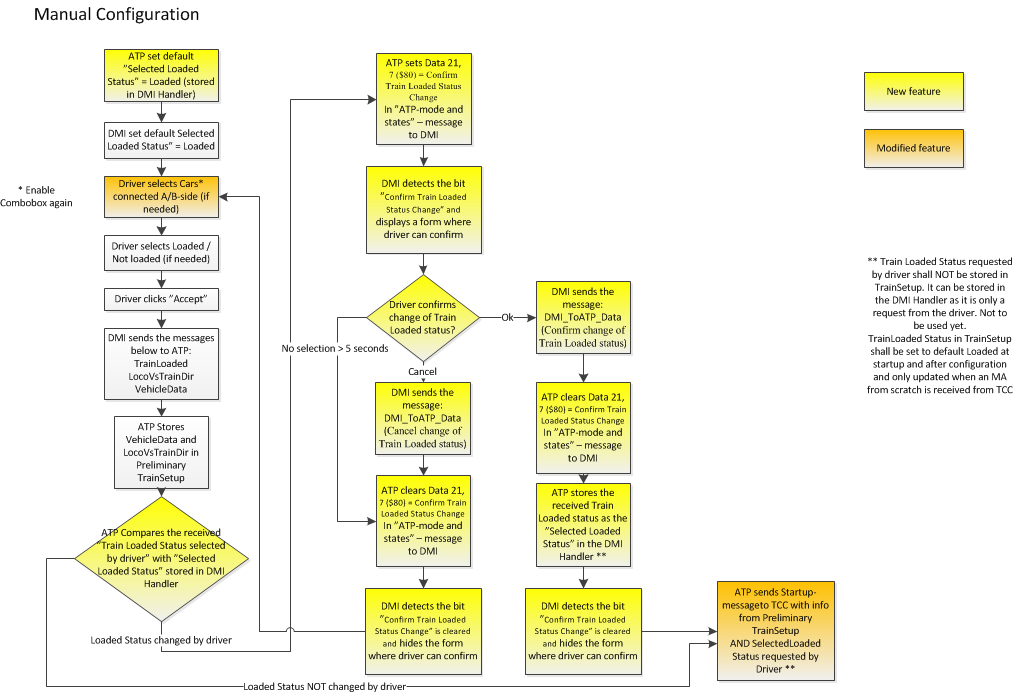 Manual Configuration
ATP set default
"Selected Loaded
Status" = Loaded (stored
in DMI Handler)
DMI set default Selected
Loaded Status" = Loaded
* Enable
Combobox again
Driver selects Cars*
connected A/B-side (if
needed)
Driver selects Loaded /
Not loaded (if needed)
Driver clicks "Accept"
DMI sends the messages
below to ATP:
TrainLoaded
LocoVsTrainDir
VehicleData
ATP Stores
VehicleData and
LocoVsTrainDir in
Preliminary
TrainSetup
ATP Compares the received
"Train Loaded Status selected
by driver" with "Selected
Loaded Status" stored in DMI
Handler
Loaded Status changed by driver
Loaded Status NOT changed by driver
ATP sets Data 21,
7 ($80) = Confirm
Train Loaded Status
Change
In "ATP-mode and
states" – message
to DMI
DMI detects the bit
"Confirm Train Loaded
Status Change" and
displays a form where
driver can confirm
Driver confirms
change of Train
Loaded status?
No selection > 5 seconds
Cancel
Ok
DMI sends the
message:
DMI_ToATP_Data
(Cancel change of
Train Loaded status)
ATP clears Data 21,
7 ($80) = Confirm Train
Loaded Status Change
In "ATP-mode and
states" – message
to DMI
DMI detects the bit
"Confirm Train Loaded
Status Change" is cleared
and hides the form
where driver can confirm
DMI sends the
message:
DMI_ToATP_Data
(Confirm change of
Train Loaded status)
ATP clears Data 21,
7 ($80) = Confirm Train
Loaded Status Change
In "ATP-mode and
states" – message
to DMI
ATP stores the
received Train
Loaded status as the
"Selected Loaded
Status" in the DMI
Handler **
DMI detects the bit
"Confirm Train Loaded
Status Change" is cleared
and hides the form
where driver can confirm
ATP sends Startup-
messageto TCC with info
from Preliminary
TrainSetup
AND SelectedLoaded
Status requested by
Driver **
New feature
Modified feature
** Train Loaded Status requested
by driver shall NOT be stored in
TrainSetup. It can be stored in
the DMI Handler as it is only a
request from the driver. Not to
be used yet.
TrainLoaded Status in TrainSetup
shall be set to default Loaded at
startup and after configuration
and only updated when an MA
from scratch is received from TCC